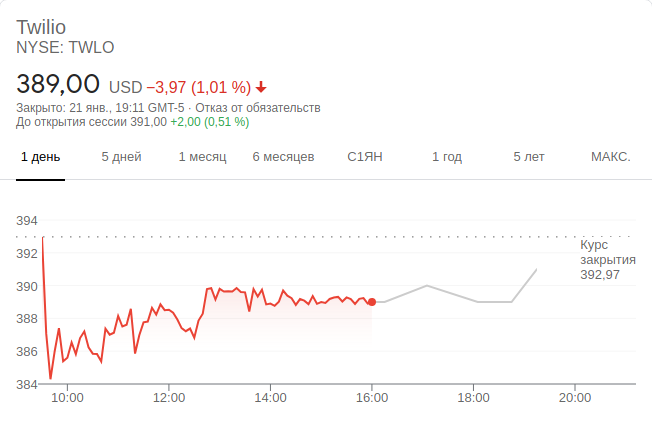 Twilio
NYSE: TWLO
389,00 USD −3,97 (1,01 %)
Закрыто: 21 янв., 19:11 GMT-5 · Отказ от обязательств
До открытия сессии 391,00 +2,00 (0,51 %)
1 день 5 дней 1 месяц 6 месяцев С1ЯН 1 год 5 лет МАКС.
394
392
390
388
386
384
Курс
закрытия
392,97
10:00 12:00 14:00 16:00 18:00 20:00